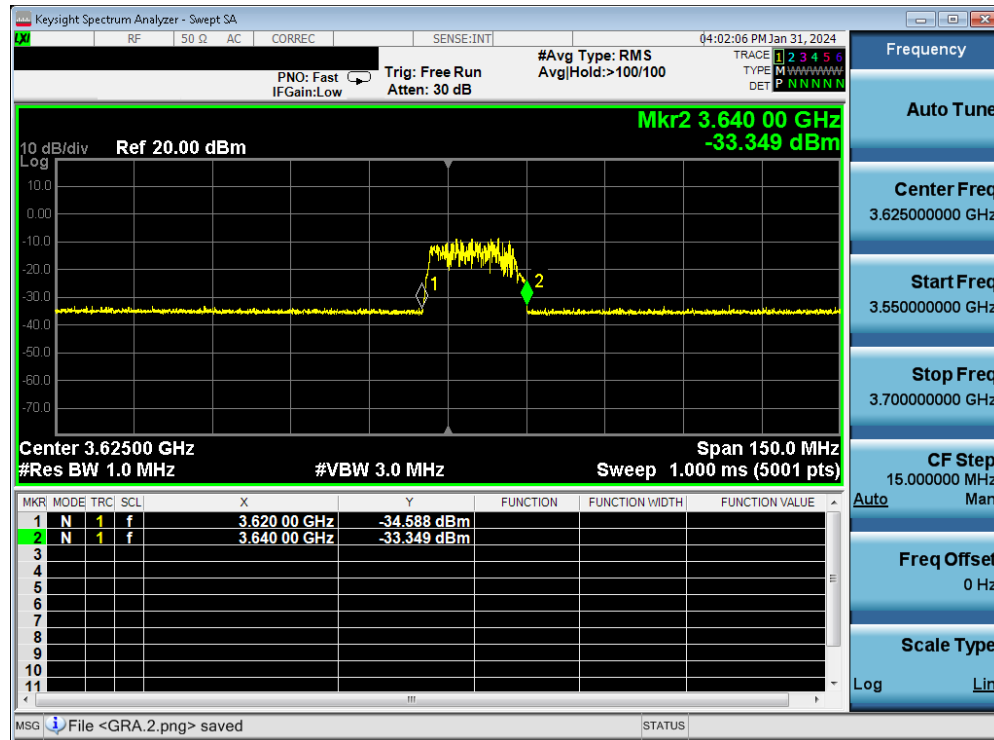 Keysight Spectrum Analyzer - Swept SA
LXI RF 50 Ω AC CORREC SENSE:INT 04:02:06 PM Jan 31, 2024
PNO: Fast
IFGain:Low
Trig: Free Run
Atten: 30 dB
#Avg Type: RMS
Avg|Hold:>100/100
TRACE 1 2 3 4 5 6
TYPE M W W W W W
DET P N N N N N
Mkr2 3.640 00 GHz
-33.349 dBm
10 dB/div Ref 20.00 dBm
Log
10.0
0.00
-10.0
-20.0
-30.0
-40.0
-50.0
-60.0
-70.0
1
2
Center 3.62500 GHz Span 150.0 MHz
#Res BW 1.0 MHz #VBW 3.0 MHz Sweep 1.000 ms (5001 pts)
MKR MODE TRC SCL X Y FUNCTION FUNCTION WIDTH FUNCTION VALUE
1 N 1 f 3.620 00 GHz -34.588 dBm
2 N 1 f 3.640 00 GHz -33.349 dBm
3
4
5
6
7
8
9
10
11
MSG File <GRA.2.png> saved STATUS
Frequency
Auto Tune
Center Freq
3.625000000 GHz
Start Freq
3.550000000 GHz
Stop Freq
3.700000000 GHz
CF Step
15.000000 MHz
Auto Man
Freq Offset
0 Hz
Scale Type
Log Lin